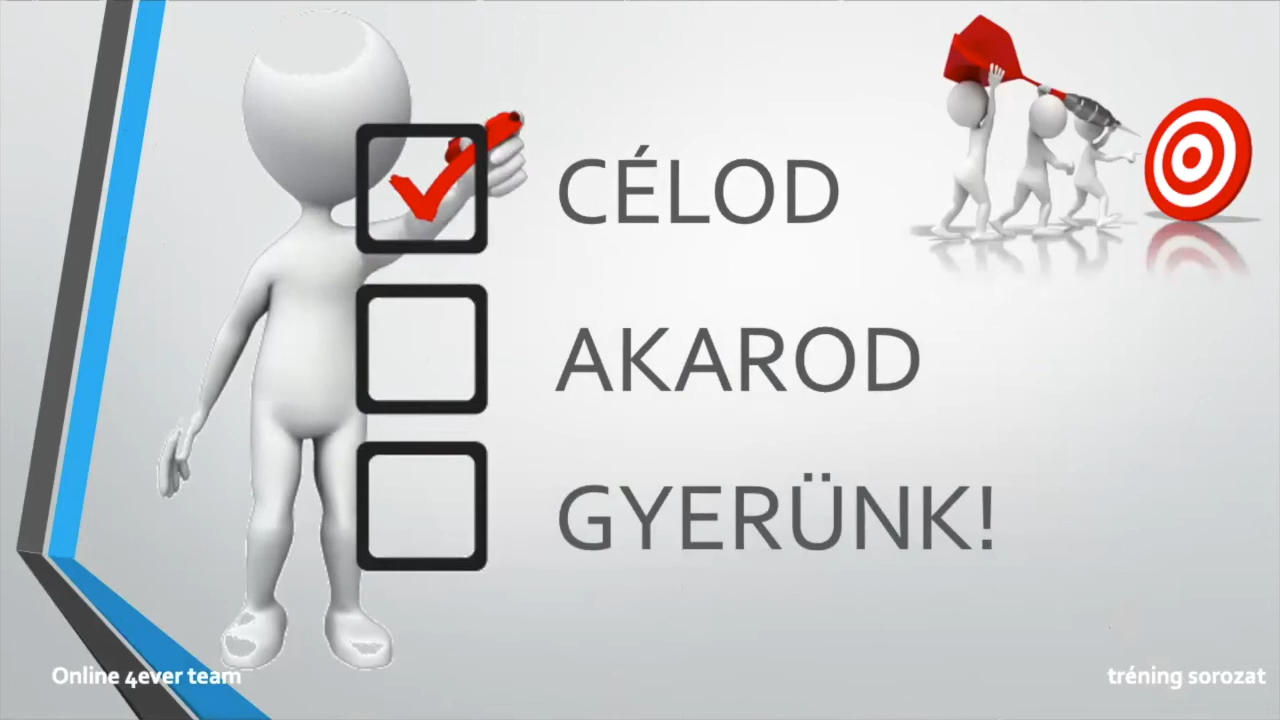 CÉLOD
AKAROD
GYERÜNK!
Online 4ever team
tréning sorozat